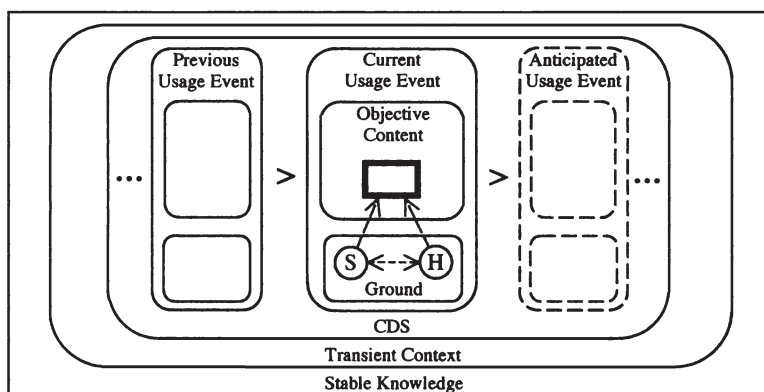 Previous
Usage Event
Current
Usage Event
Anticipated
Usage Event
Objective
Content
...
>
>
...
S
H
Ground
CDS
Transient Context
Stable Knowledge